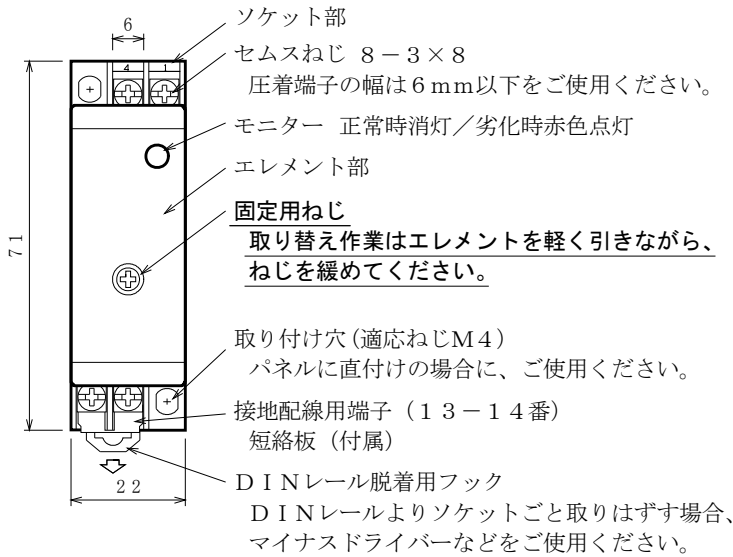 6
ソケット部
セムスねじ ８－３×８
圧着端子の幅は６mm以下をご使用ください。
4 1
モニター 正常時消灯／劣化時赤色点灯
エレメント部
固定用ねじ
取り替え作業はエレメントを軽く引きながら、
ねじを緩めてください。
71
取り付け穴(適応ねじＭ４)
パネルに直付けの場合に、ご使用ください。
接地配線用端子（１３－１４番）
短絡板（付属）
22
ＤＩＮレール脱着用フック
ＤＩＮレールよりソケットごと取りはずす場合、
マイナスドライバーなどをご使用ください。